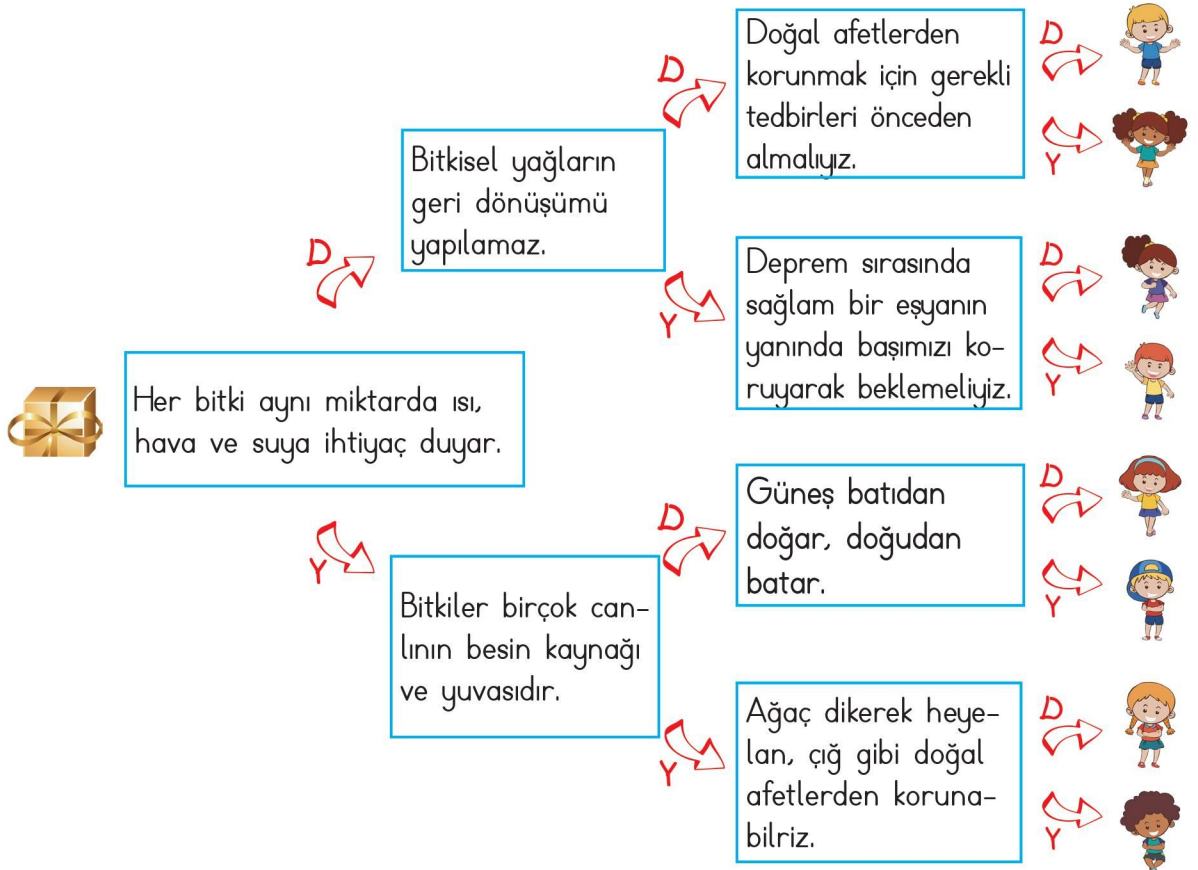 Her bitki aynı miktarda ısı,
hava ve suya ihtiyaç duyar.
D
Y
Bitkisel yağların
geri dönüşümü
yapılamaz.
D
Y
Bitkiler birçok can-
lının besin kaynağı
ve yuvasıdır.
D
Y
Doğal afetlerden
korunmak için gerekli
tedbirleri önceden
almalıyız.
D
Y
Deprem sırasında
sağlam bir eşyanın
yanında başımızı ko-
ruyarak beklemeliyiz.
D
Y
Güneş batıdan
doğar, doğudan
batar.
D
Y
Ağaç dikerek heye-
lan, çığ gibi doğal
afetlerden koruna-
bilriz.
D
Y